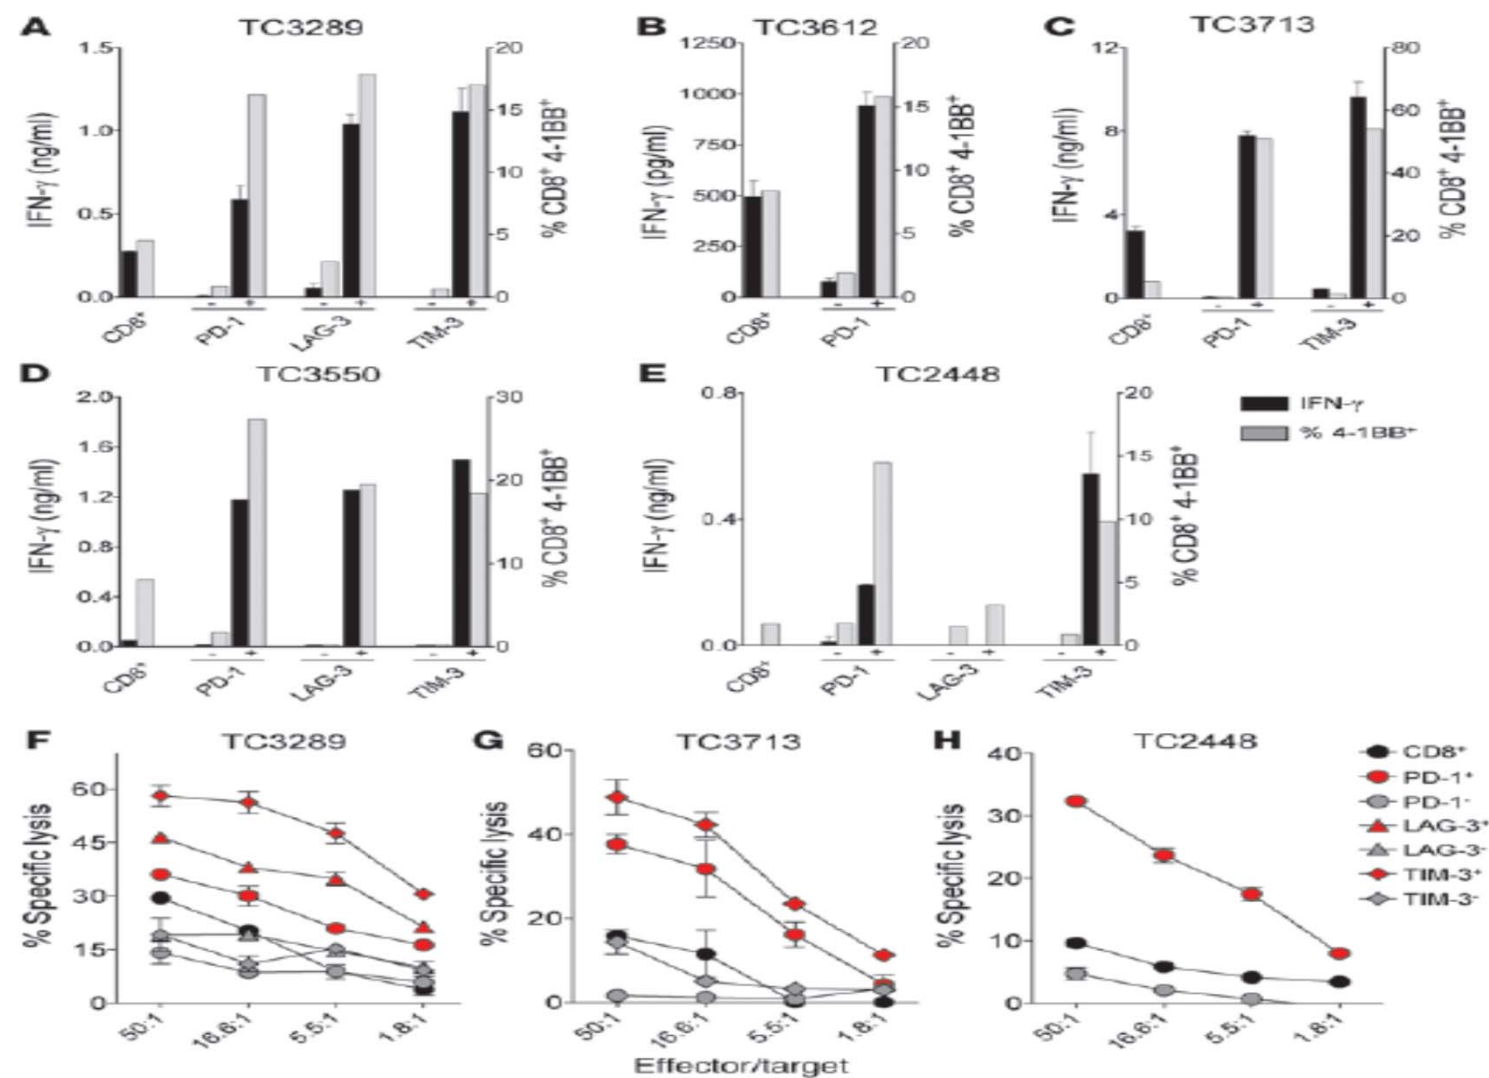 A TC3289
1.5
1.0
0.5
0.0
IFN-γ (ng/ml)
20
15
10
5
0
% CD8⁺ 4-1BB⁺
- + - + - +
CD8⁺ PD-1 LAG-3 TIM-3
B TC3612
1250
1000
750
500
250
0
IFN-γ (pg/ml)
20
15
10
5
0
% CD8⁺ 4-1BB⁺
- +
CD8⁺ PD-1
C TC3713
12
8
4
0
IFN-γ (ng/ml)
80
60
40
20
0
% CD8⁺ 4-1BB⁺
- + - +
CD8⁺ PD-1 TIM-3
D TC3550
2.0
1.6
1.2
0.8
0.4
0.0
IFN-γ (ng/ml)
30
20
10
0
% CD8⁺ 4-1BB⁺
- + - + - +
CD8⁺ PD-1 LAG-3 TIM-3
E TC2448
0.8
0.4
0.0
IFN-γ (ng/ml)
20
15
10
5
0
% CD8⁺ 4-1BB⁺
- + - + - +
CD8⁺ PD-1 LAG-3 TIM-3
IFN-γ
% 4-1BB⁺
F TC3289
60
45
30
15
0
% Specific lysis
50:1 16.6:1 5.5:1 1.8:1
G TC3713
60
40
20
0
% Specific lysis
50:1 16.6:1 5.5:1 1.8:1
H TC2448
40
30
20
10
0
% Specific lysis
50:1 16.6:1 5.5:1 1.8:1
CD8⁺
PD-1⁺
PD-1⁻
LAG-3⁺
LAG-3⁻
TIM-3⁺
TIM-3⁻
Effector/target